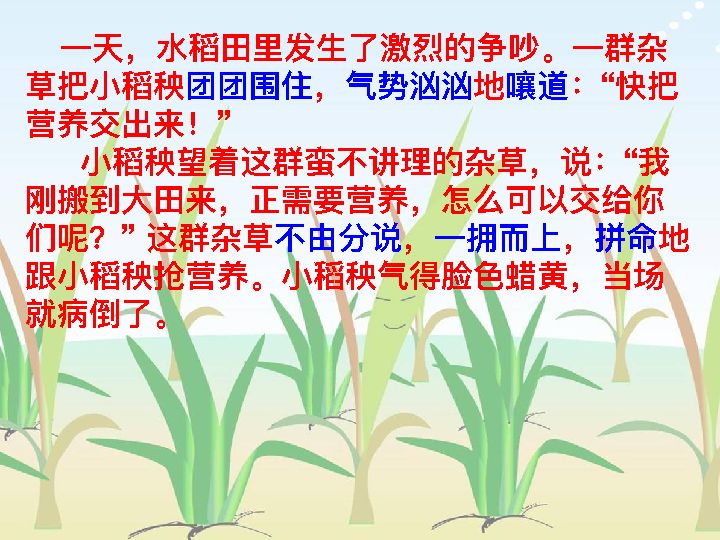 一天，水稻田里发生了激烈的争吵。一群杂
草把小稻秧团团围住，气势汹汹地嚷道：“快把
营养交出来！”
小稻秧望着这群蛮不讲理的杂草，说：“我
刚搬到大田来，正需要营养，怎么可以交给你
们呢？”这群杂草不由分说，一拥而上，拼命地
跟小稻秧抢营养。小稻秧气得脸色蜡黄，当场
就病倒了。